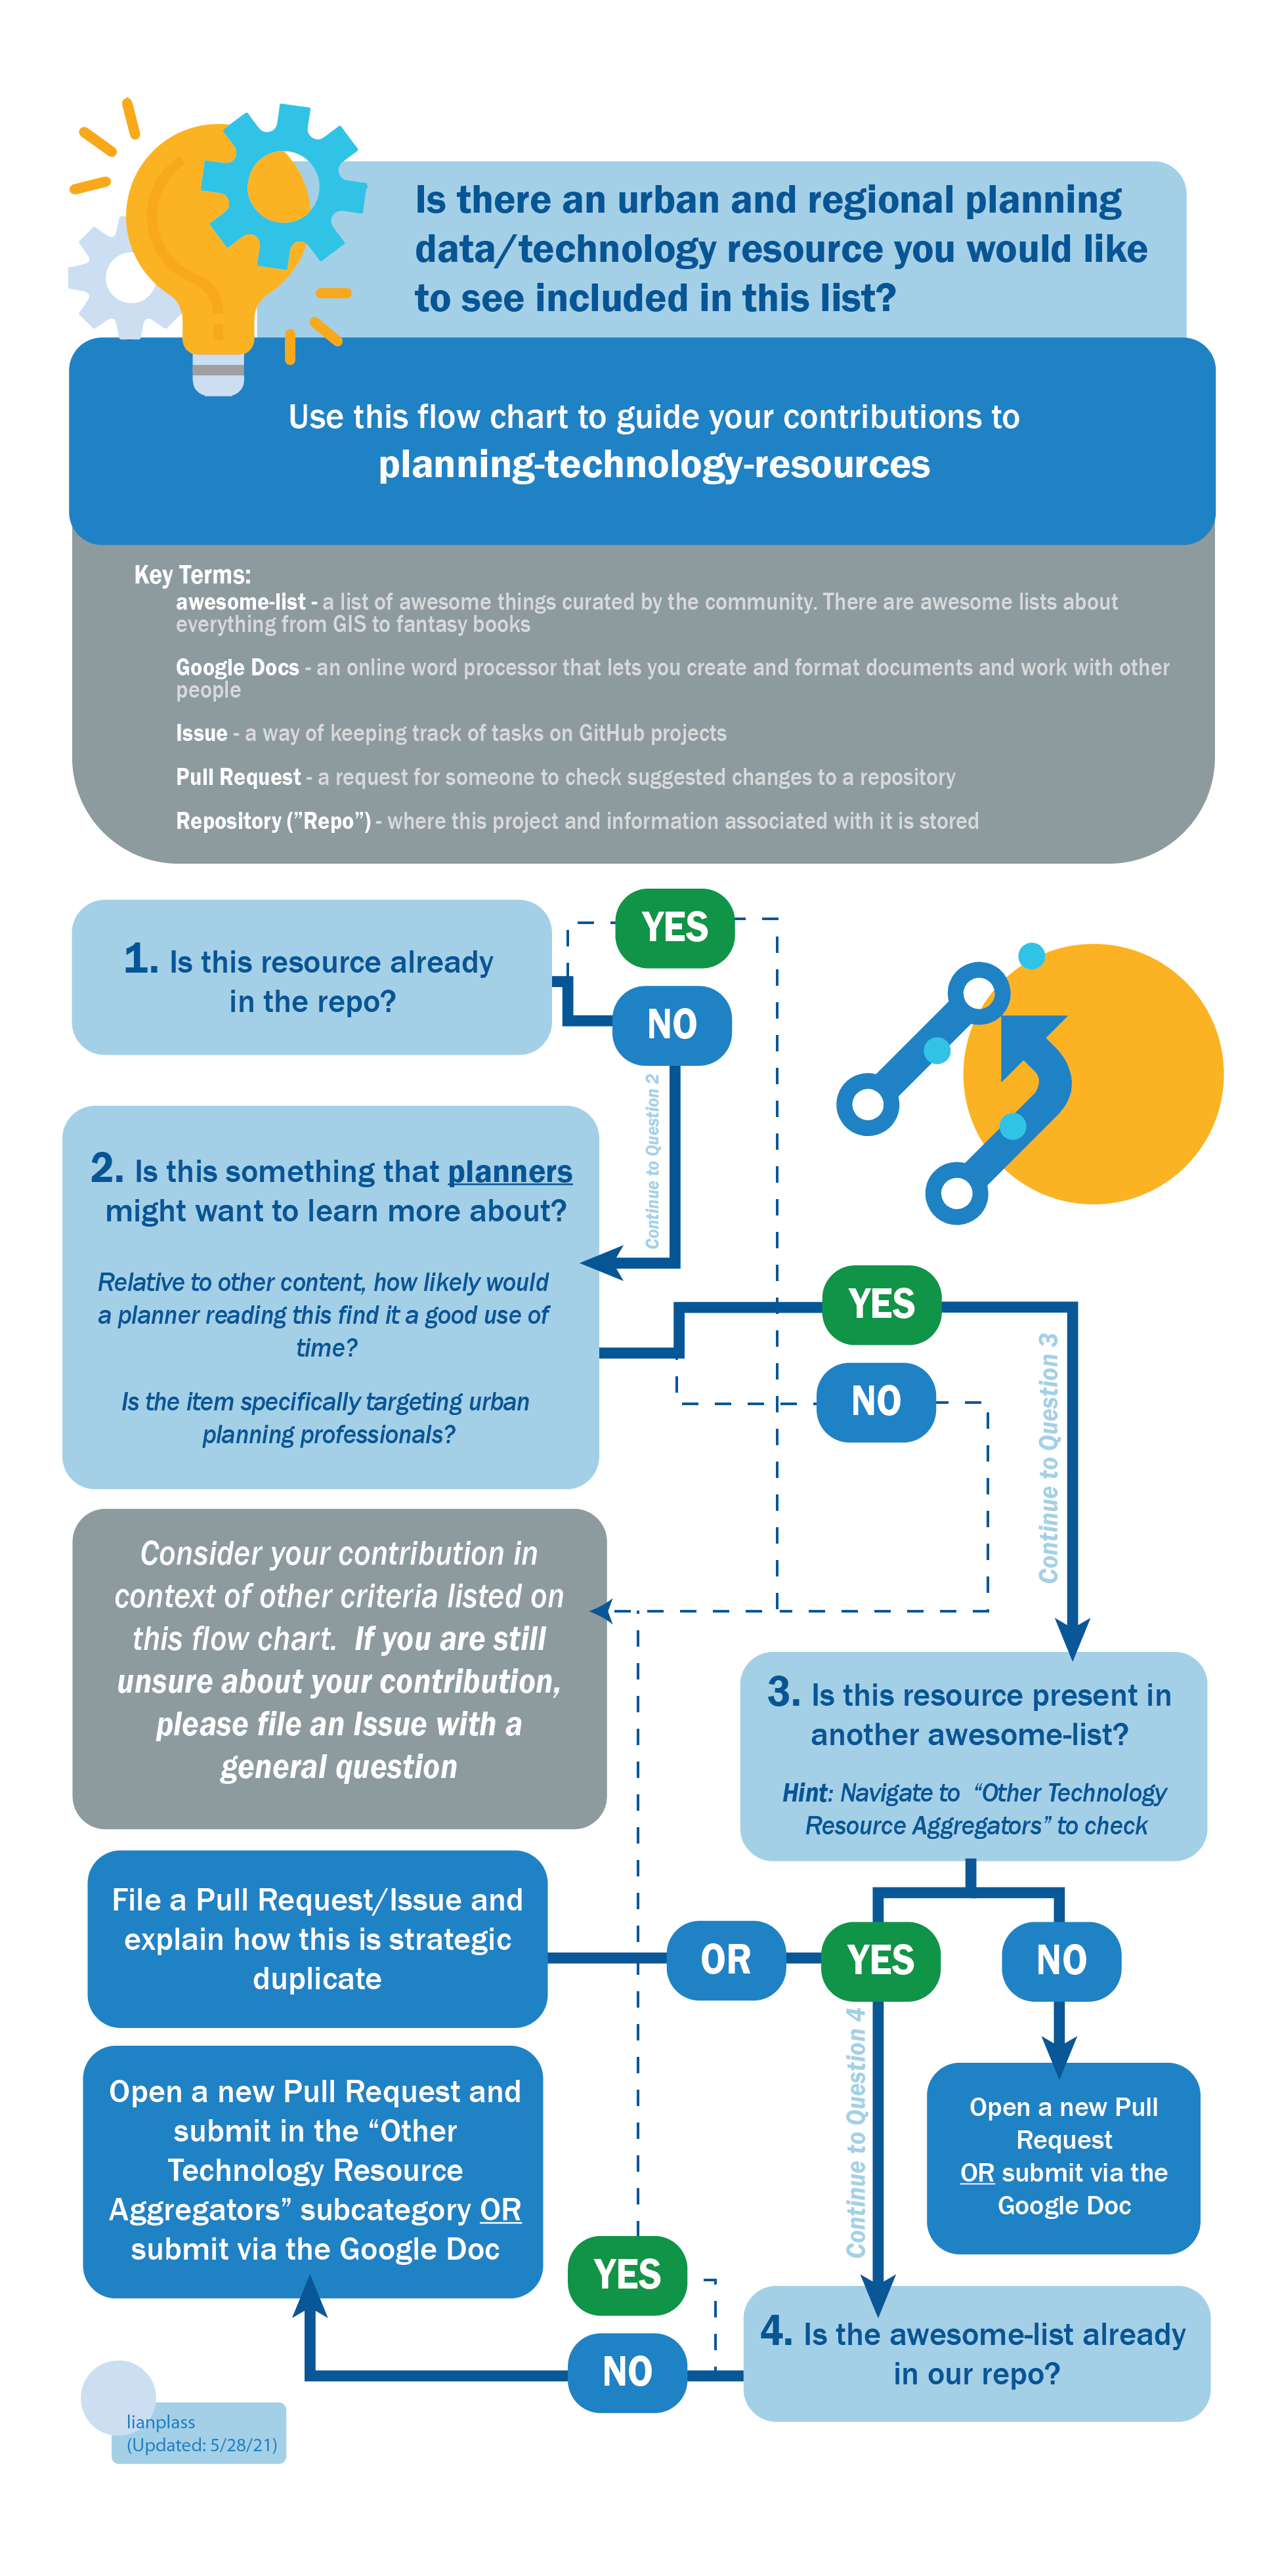 Is there an urban and regional planning
data/technology resource you would like
to see included in this list?
Use this flow chart to guide your contributions to
planning-technology-resources
Key Terms:
awesome-list - a list of awesome things curated by the community. There are awesome lists about
everything from GIS to fantasy books
Google Docs - an online word processor that lets you create and format documents and work with other
people
Issue - a way of keeping track of tasks on GitHub projects
Pull Request - a request for someone to check suggested changes to a repository
Repository (”Repo”) - where this project and information associated with it is stored
YES
1. Is this resource already
in the repo?
NO
Continue to Question 2
2. Is this something that planners
might want to learn more about?
Relative to other content, how likely would
a planner reading this find it a good use of
time?
Is the item specifically targeting urban
planning professionals?
YES
NO
Continue to Question 3
Consider your contribution in
context of other criteria listed on
this flow chart. If you are still
unsure about your contribution,
please file an Issue with a
general question
3. Is this resource present in
another awesome-list?
Hint: Navigate to “Other Technology
Resource Aggregators” to check
File a Pull Request/Issue and
explain how this is strategic
duplicate
OR
YES
NO
Continue to Question 4
Open a new Pull
Request
OR submit via the
Google Doc
Open a new Pull Request and
submit in the “Other
Technology Resource
Aggregators” subcategory OR
submit via the Google Doc
YES
NO
4. Is the awesome-list already
in our repo?
lianplass
(Updated: 5/28/21)